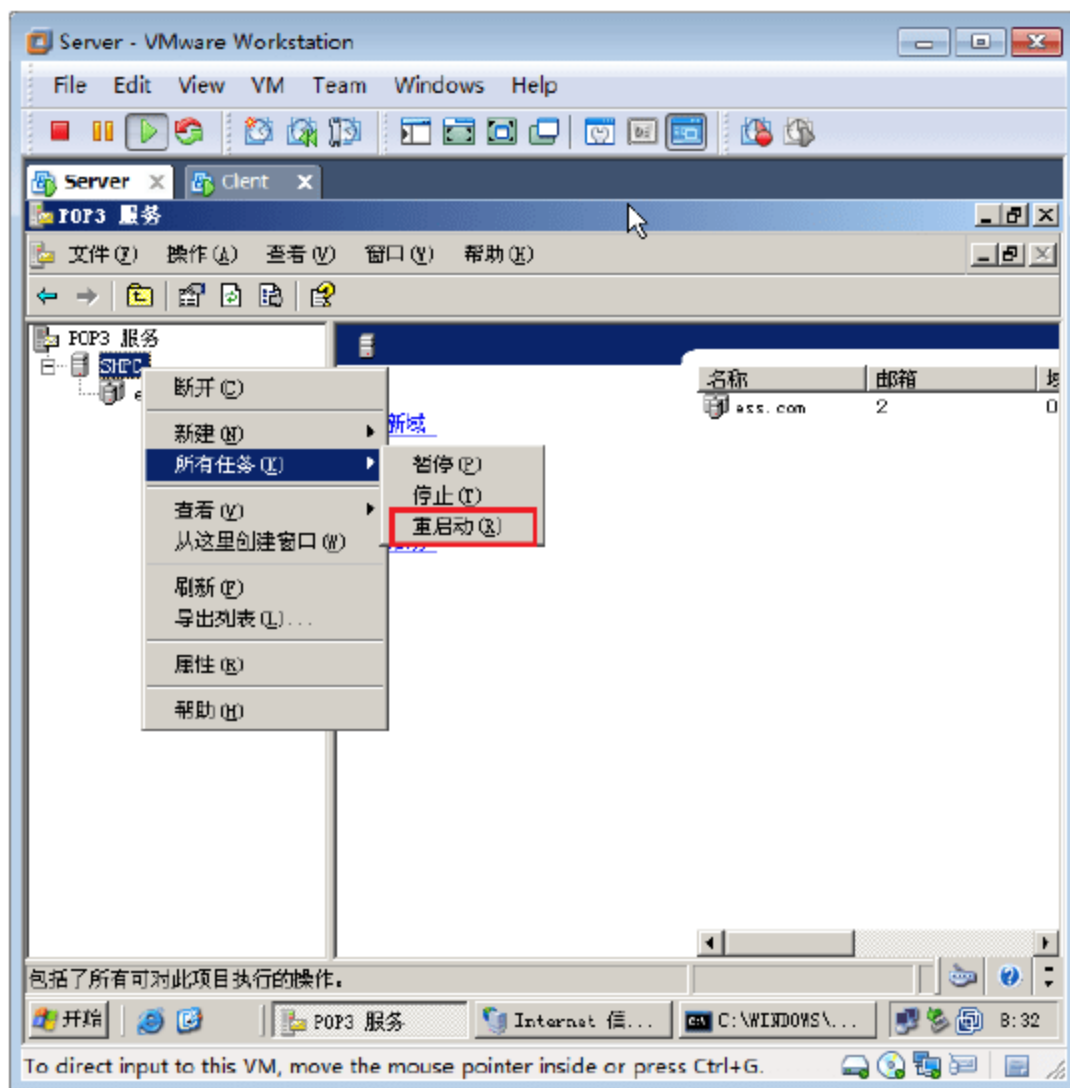 Server - VMware Workstation
File Edit View VM Team Windows Help
Server Client
POP3 服务
文件(F) 操作(A) 查看(V) 窗口(W) 帮助(H)
POP3 服务
SHPC
名称 邮箱
ess.com 2 0
断开(C)
新建(N)
新域
所有任务(K)
暂停(P)
停止(T)
重启动(R)
查看(V)
从这里创建窗口(W)
刷新(F)
导出列表(L)...
属性(R)
帮助(H)
包括了所有可对此项目执行的操作。
开始 POP3 服务 Internet 信... C:\WINDOWS\... 8:32
To direct input to this VM, move the mouse pointer inside or press Ctrl+G.